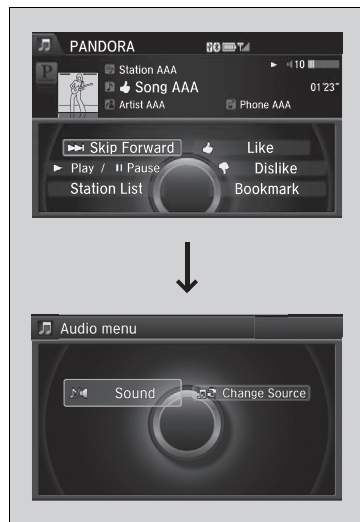 PANDORA
10
Station AAA
Song AAA
01'23"
Artist AAA Phone AAA
P
Skip Forward Like
Play / Pause Dislike
Station List Bookmark
Audio menu
Sound Change Source